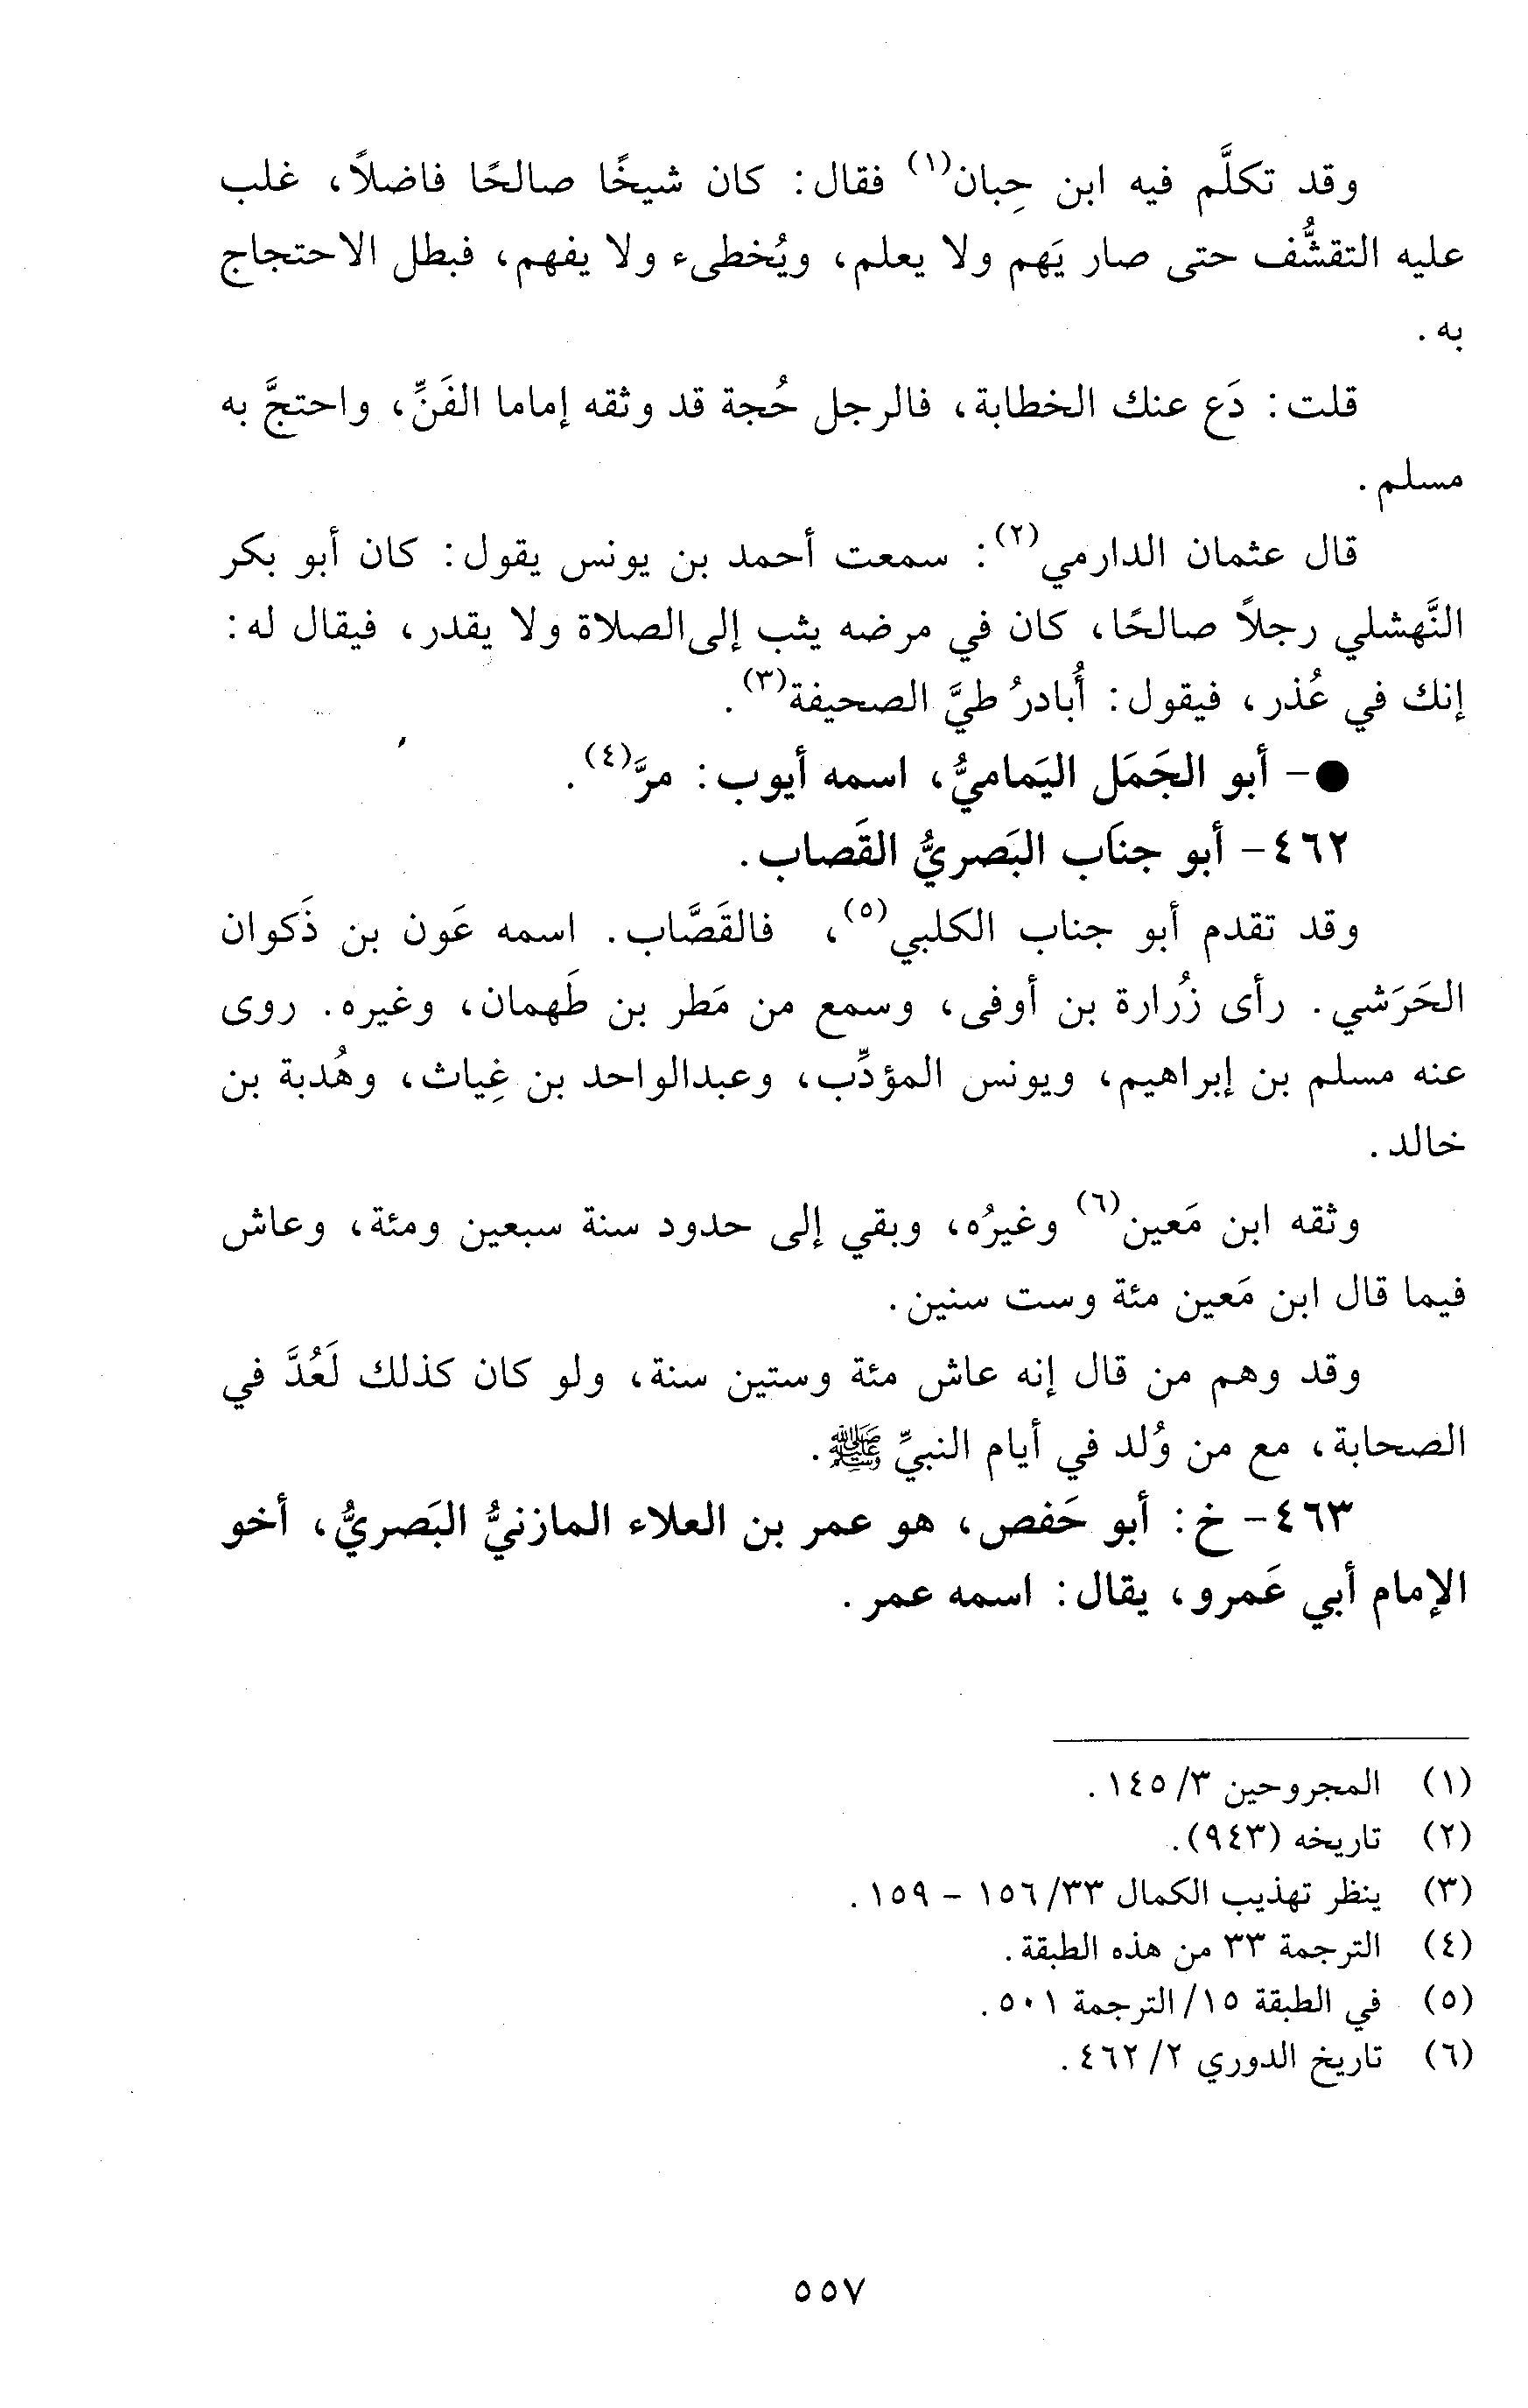 وقد تكلَّم فيه ابن حِبان(١) فقال: كان شيخًا صالحًا فاضلاً، غلب
عليه التقشُّف حتى صار يَهم ولا يعلم، ويُخطىء ولا يفهم، فبطل الاحتجاج
به.
قلت: دَع عنك الخطابة، فالرجل حُجة قد وثقه إماما الفَنِّ، واحتجَّ به
مسلم.
قال عثمان الدارمي(٢): سمعت أحمد بن يونس يقول: كان أبو بكر
النَّهشلي رجلاً صالحًا، كان في مرضه يثب إلى الصلاة ولا يقدر، فيقال له:
إنك في عُذر، فيقول: أُبادرُ طيَّ الصحيفة(٣).
●- أبو الجَمَل اليَماميُّ، اسمه أيوب: مرَّ(٤).
٤٦٢- أبو جنَاب البَصريُّ القَصاب.
وقد تقدم أبو جناب الكلبي(٥)، فالقَصَّاب. اسمه عَون بن ذَكوان
الحَرَشي. رأى زُرارة بن أوفى، وسمع من مَطر بن طَهمان، وغيره. روى
عنه مسلم بن إبراهيم، ويونس المؤدِّب، وعبدالواحد بن غِياث، وهُدبة بن
خالد.
وثقه ابن مَعين(٦) وغيرُه، وبقي إلى حدود سنة سبعين ومئة، وعاش
فيما قال ابن مَعين مئة وست سنين.
وقد وهم من قال إنه عاش مئة وستين سنة، ولو كان كذلك لَعُدَّ في
الصحابة، مع من وُلد في أيام النبيِّ ﷺ.
٤٦٣- خ: أبو حَفص، هو عمر بن العلاء المازنيُّ البَصريُّ، أخو
الإمام أبي عَمرو، يقال: اسمه عمر.
(١) المجروحين ٣/ ١٤٥.
(٢) تاريخه (٩٤٣).
(٣) ينظر تهذيب الكمال ٣٣/ ١٥٦ - ١٥٩.
(٤) الترجمة ٣٣ من هذه الطبقة.
(٥) في الطبقة ١٥/ الترجمة ٥٠١.
(٦) تاريخ الدوري ٢/ ٤٦٢.
٥٥٧